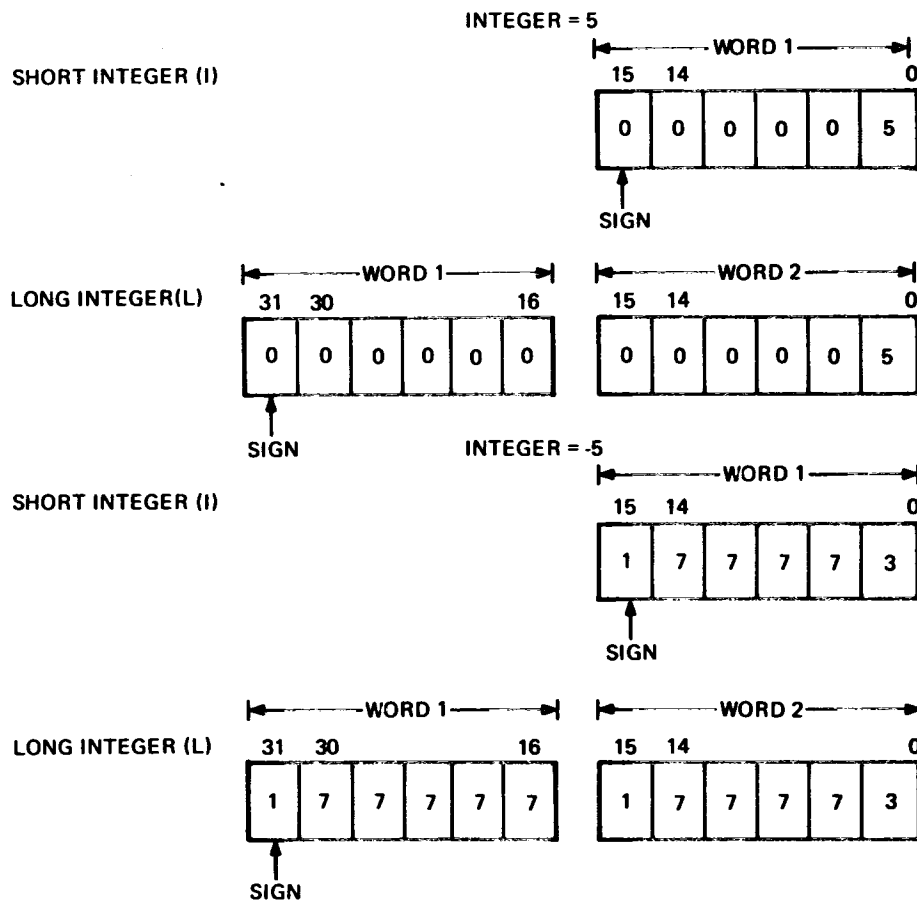 INTEGER = 5
WORD 1
SHORT INTEGER (I)
15 14 0
0 0 0 0 0 5
SIGN
WORD 1 WORD 2
LONG INTEGER(L)
31 30 16 15 14 0
0 0 0 0 0 0 0 0 0 0 0 5
SIGN
INTEGER = -5
WORD 1
SHORT INTEGER (I)
15 14 0
1 7 7 7 7 3
SIGN
WORD 1 WORD 2
LONG INTEGER (L)
31 30 16 15 14 0
1 7 7 7 7 7 1 7 7 7 7 3
SIGN